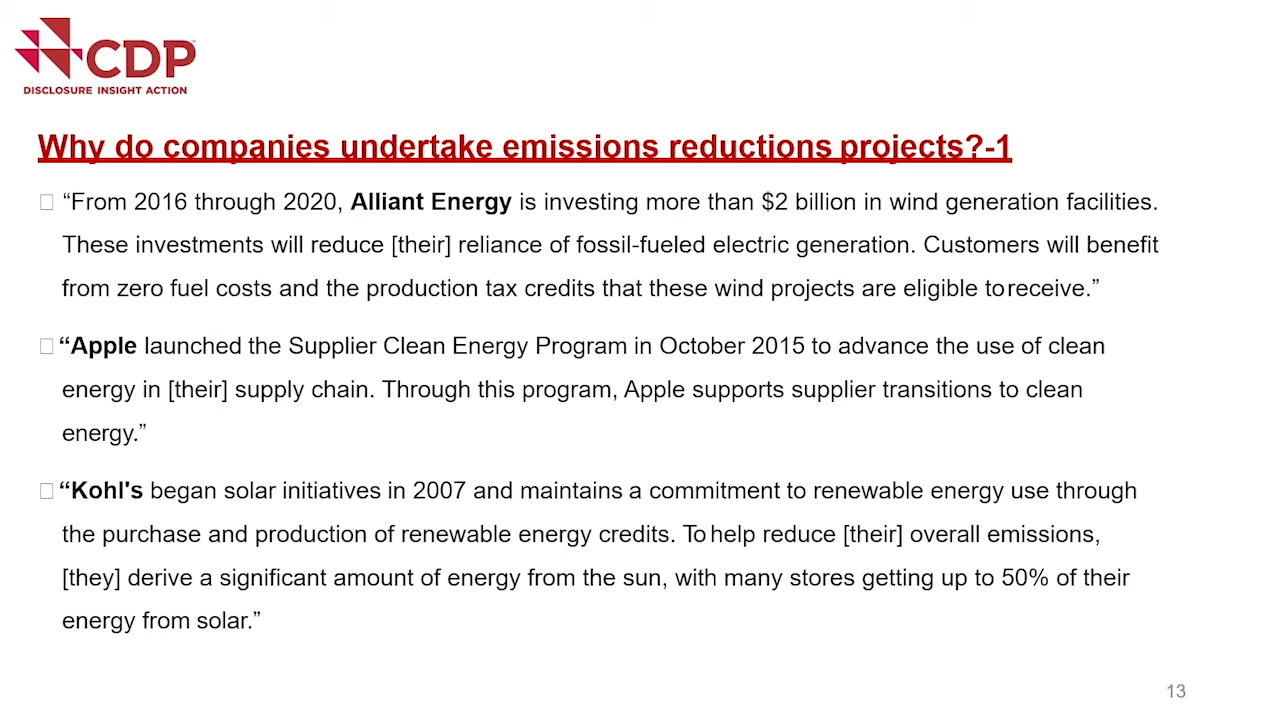 CDP
DISCLOSURE INSIGHT ACTION
Why do companies undertake emissions reductions projects?-1
“From 2016 through 2020, Alliant Energy is investing more than $2 billion in wind generation facilities.
These investments will reduce [their] reliance of fossil-fueled electric generation. Customers will benefit
from zero fuel costs and the production tax credits that these wind projects are eligible to receive.”
“Apple launched the Supplier Clean Energy Program in October 2015 to advance the use of clean
energy in [their] supply chain. Through this program, Apple supports supplier transitions to clean
energy.”
“Kohl's began solar initiatives in 2007 and maintains a commitment to renewable energy use through
the purchase and production of renewable energy credits. To help reduce [their] overall emissions,
[they] derive a significant amount of energy from the sun, with many stores getting up to 50% of their
energy from solar.”
13